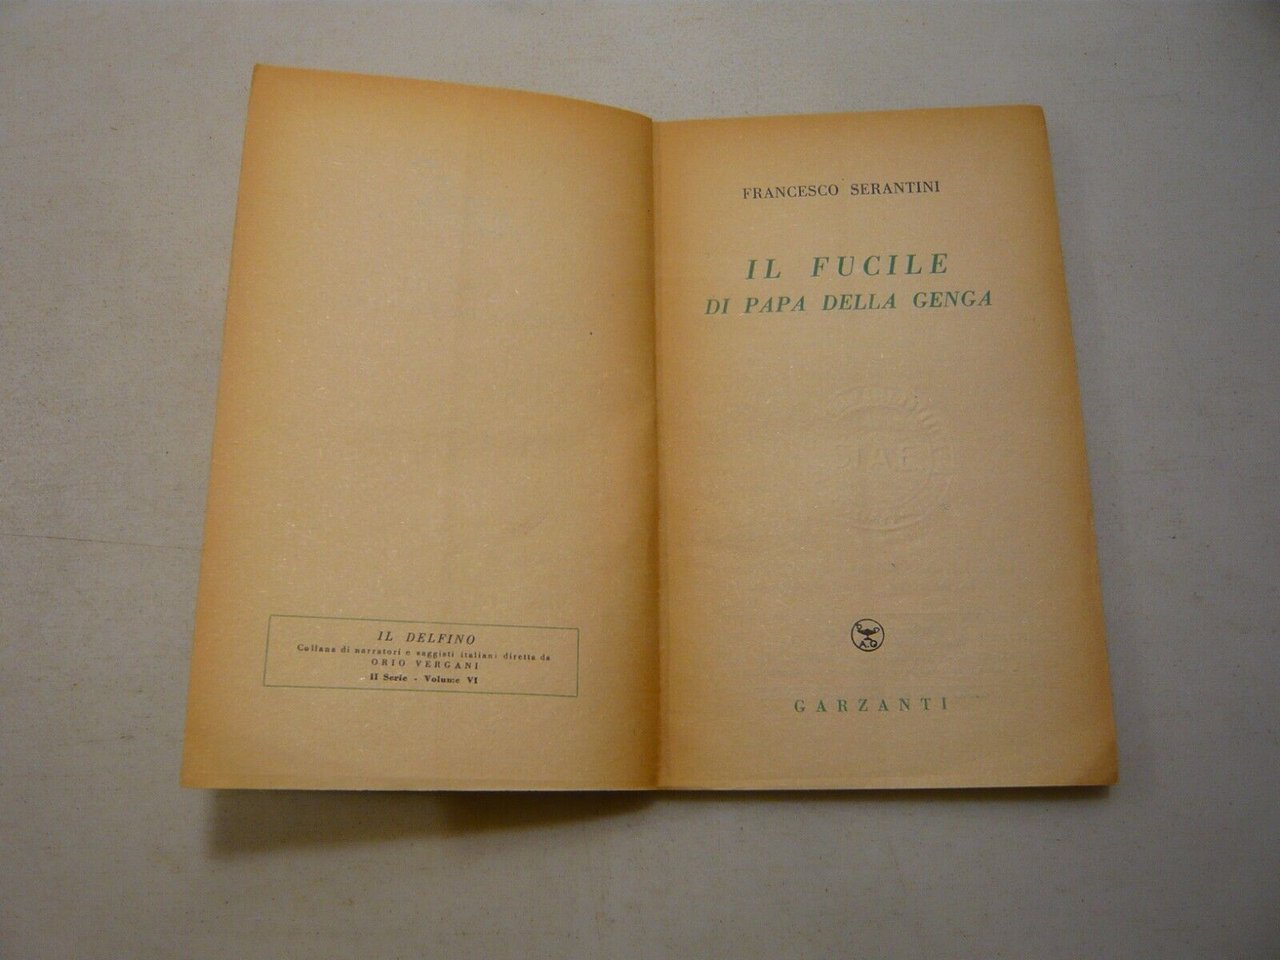 IL DELFINO
Collana di narratori e saggisti italiani diretta da
ORIO VERGANI
II Serie - Volume VI
FRANCESCO SERANTINI
IL FUCILE
DI PAPA DELLA GENGA
A.G
GARZANTI